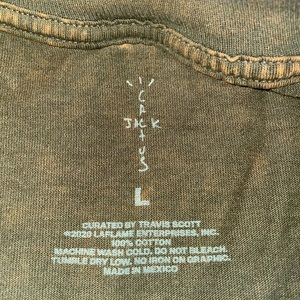 CACTUS
JACK
L
CURATED BY TRAVIS SCOTT
©2020 LAFLAME ENTERPRISES, INC.
100% COTTON
MACHINE WASH COLD. DO NOT BLEACH.
TUMBLE DRY LOW. NO IRON ON GRAPHIC.
MADE IN MEXICO